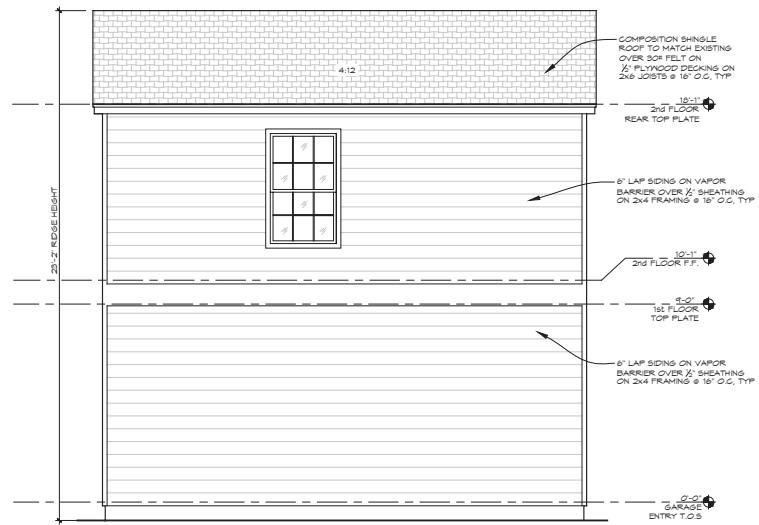 COMPOSITION SHINGLE
ROOF TO MATCH EXISTING
OVER 30# FELT ON
½" PLYWOOD DECKING ON
2x6 JOISTS @ 16" O.C, TYP
4:12
18'-1"
2nd FLOOR
REAR TOP PLATE
6" LAP SIDING ON VAPOR
BARRIER OVER ½" SHEATHING
ON 2x4 FRAMING @ 16" O.C, TYP
23'-2" RIDGE HEIGHT
10'-1"
2nd FLOOR F.F.
9'-0"
1st FLOOR
TOP PLATE
6" LAP SIDING ON VAPOR
BARRIER OVER ½" SHEATHING
ON 2x4 FRAMING @ 16" O.C, TYP
0'-0"
GARAGE
ENTRY T.O.S